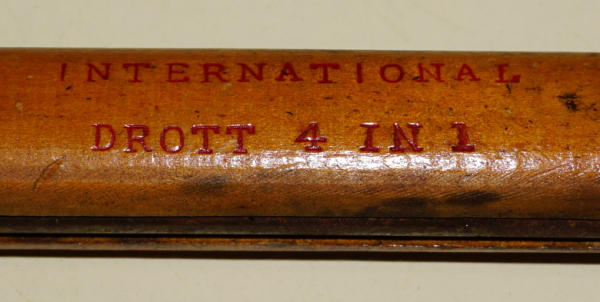 INTERNATIONAL
DROTT 4 IN 1